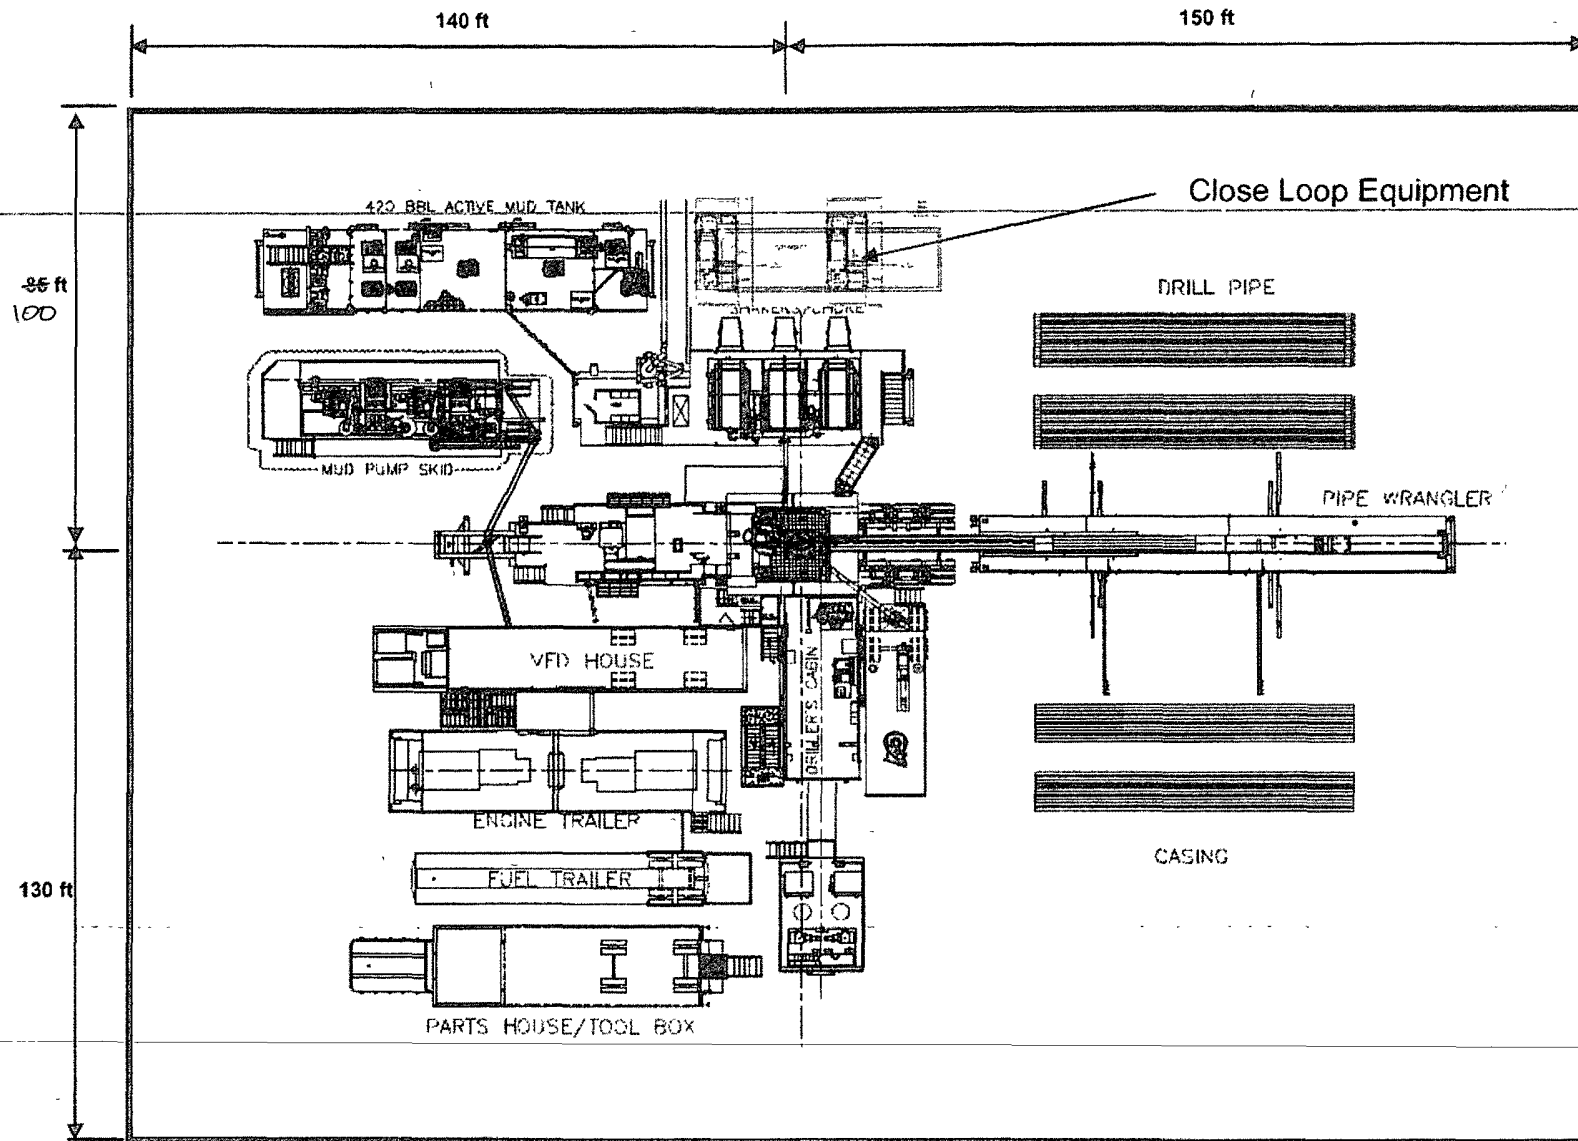 140 ft
150 ft
420 BBL ACTIVE MUD TANK
Close Loop Equipment
85 ft
100
DRILL PIPE
MUD PUMP SKID
PIPE WRANGLER
VFD HOUSE
DRILLER'S CABIN
ENGINE TRAILER
CASING
FUEL TRAILER
130 ft
PARTS HOUSE/TOOL BOX